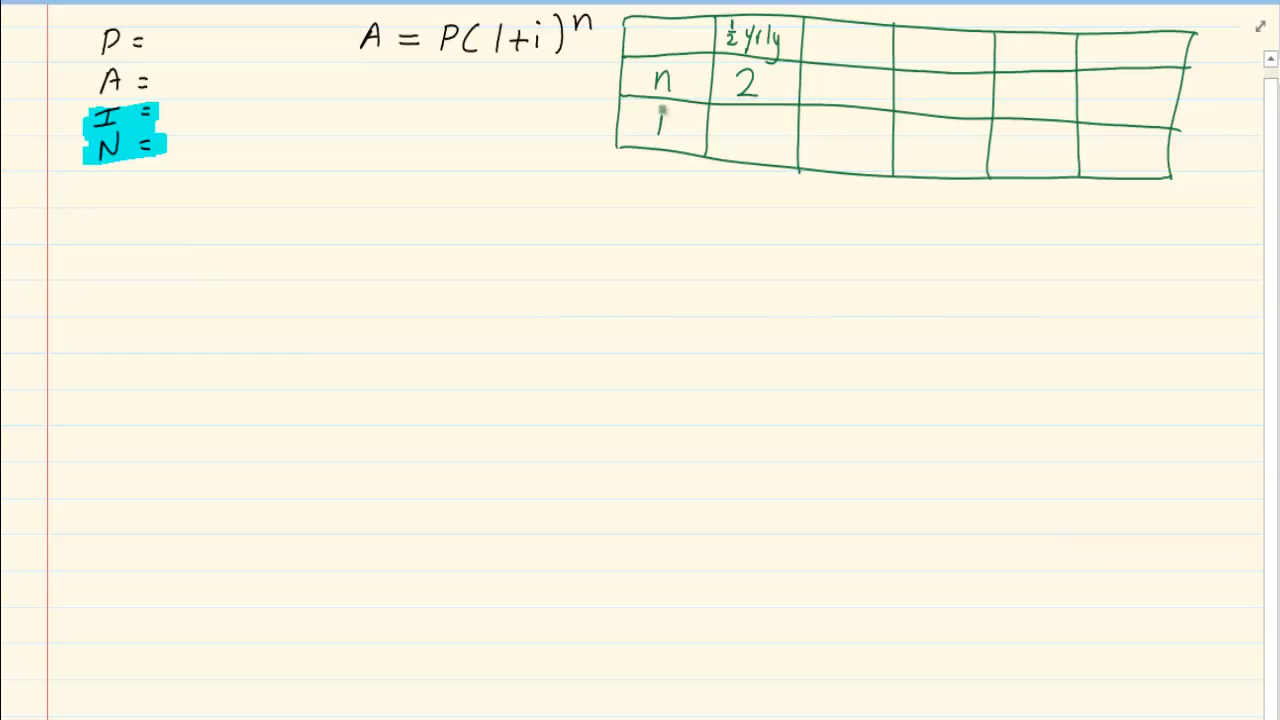 P =
A =
I =
N =
A = P(1+i)^n
½ yrly
n 2
i